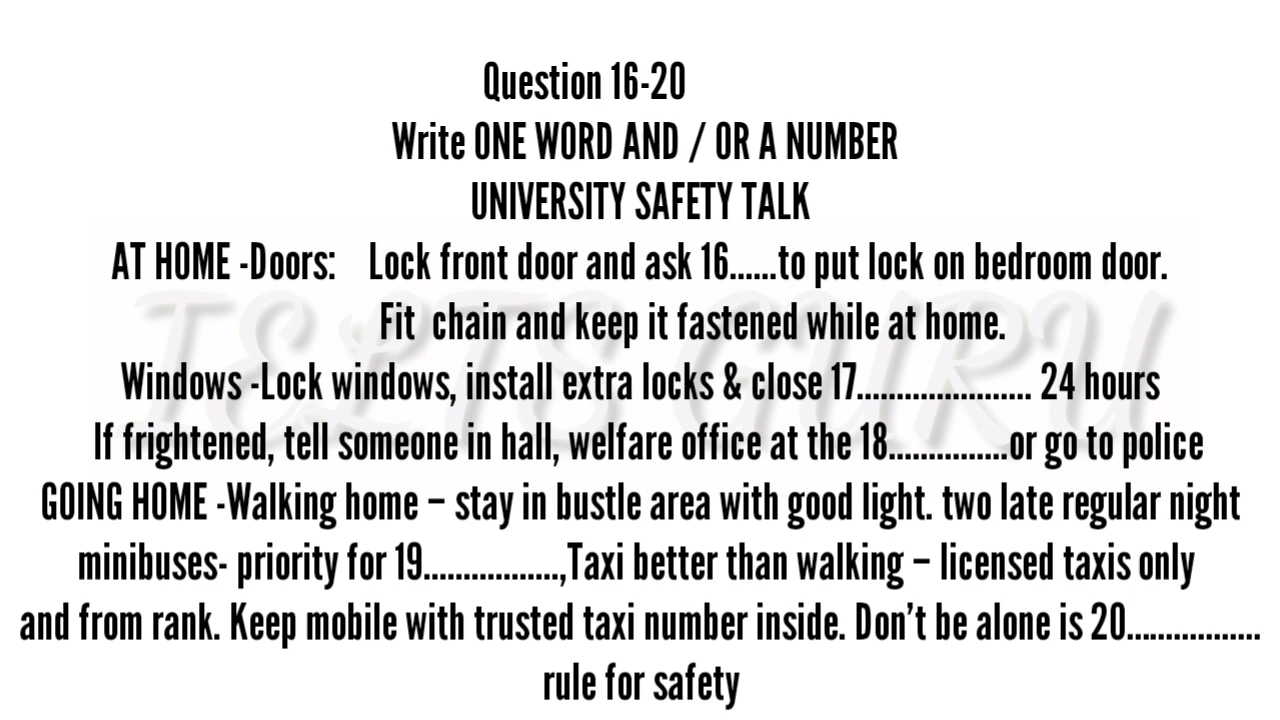 Question 16-20
Write ONE WORD AND / OR A NUMBER
UNIVERSITY SAFETY TALK
AT HOME -Doors: Lock front door and ask 16......to put lock on bedroom door.
Fit chain and keep it fastened while at home.
Windows -Lock windows, install extra locks & close 17...................... 24 hours
If frightened, tell someone in hall, welfare office at the 18...............or go to police
GOING HOME -Walking home – stay in bustle area with good light. two late regular night
minibuses- priority for 19.................,Taxi better than walking – licensed taxis only
and from rank. Keep mobile with trusted taxi number inside. Don’t be alone is 20.................
rule for safety
IELTS GURU